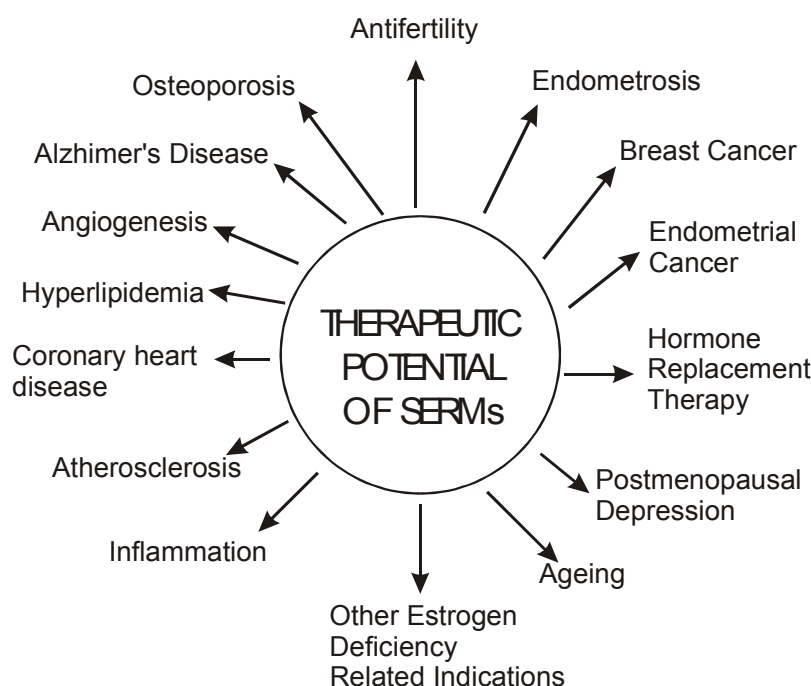 Antifertility
Osteoporosis
Endometrosis
Alzhimer's Disease
Breast Cancer
Angiogenesis
Endometrial
Cancer
Hyperlipidemia
THERAPEUTIC
POTENTIAL
OF SERMs
Coronary heart
disease
Hormone
Replacement
Therapy
Atherosclerosis
Postmenopausal
Depression
Inflammation
Ageing
Other Estrogen
Deficiency
Related Indications